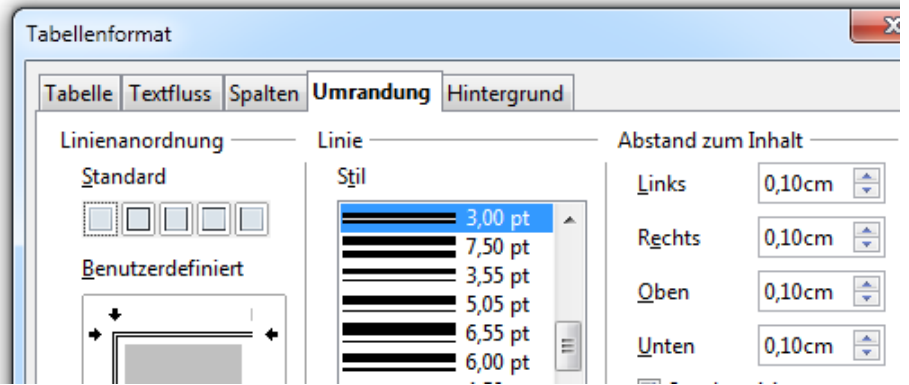 Tabellenformat
Tabelle Textfluss Spalten Umrandung Hintergrund
Linienanordnung
Standard
Benutzerdefiniert
Linie
Stil
3,00 pt
7,50 pt
3,55 pt
5,05 pt
6,55 pt
6,00 pt
Abstand zum Inhalt
Links 0,10cm
Rechts 0,10cm
Oben 0,10cm
Unten 0,10cm